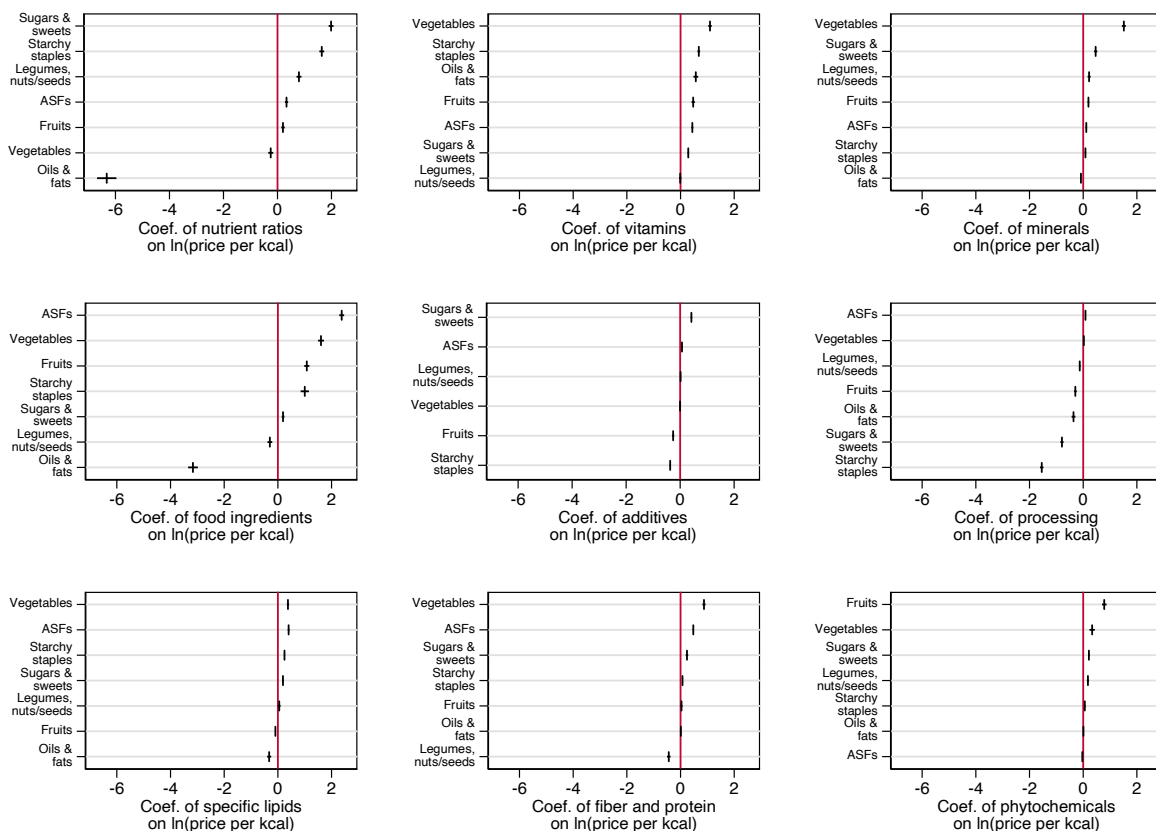 Sugars &
sweets
Starchy
staples
Legumes,
nuts/seeds
ASFs
Fruits
Vegetables
Oils &
fats
-6 -4 -2 0 2
Coef. of nutrient ratios
on ln(price per kcal)
Vegetables
Starchy
staples
Oils &
fats
Fruits
ASFs
Sugars &
sweets
Legumes,
nuts/seeds
-6 -4 -2 0 2
Coef. of vitamins
on ln(price per kcal)
Vegetables
Sugars &
sweets
Legumes,
nuts/seeds
Fruits
ASFs
Starchy
staples
Oils &
fats
-6 -4 -2 0 2
Coef. of minerals
on ln(price per kcal)
ASFs
Vegetables
Fruits
Starchy
staples
Sugars &
sweets
Legumes,
nuts/seeds
Oils &
fats
-6 -4 -2 0 2
Coef. of food ingredients
on ln(price per kcal)
Sugars &
sweets
ASFs
Legumes,
nuts/seeds
Vegetables
Fruits
Starchy
staples
-6 -4 -2 0 2
Coef. of additives
on ln(price per kcal)
ASFs
Vegetables
Legumes,
nuts/seeds
Fruits
Oils &
fats
Sugars &
sweets
Starchy
staples
-6 -4 -2 0 2
Coef. of processing
on ln(price per kcal)
Vegetables
ASFs
Starchy
staples
Sugars &
sweets
Legumes,
nuts/seeds
Fruits
Oils &
fats
-6 -4 -2 0 2
Coef. of specific lipids
on ln(price per kcal)
Vegetables
ASFs
Sugars &
sweets
Starchy
staples
Fruits
Oils &
fats
Legumes,
nuts/seeds
-6 -4 -2 0 2
Coef. of fiber and protein
on ln(price per kcal)
Fruits
Vegetables
Sugars &
sweets
Legumes,
nuts/seeds
Starchy
staples
Oils &
fats
ASFs
-6 -4 -2 0 2
Coef. of phytochemicals
on ln(price per kcal)